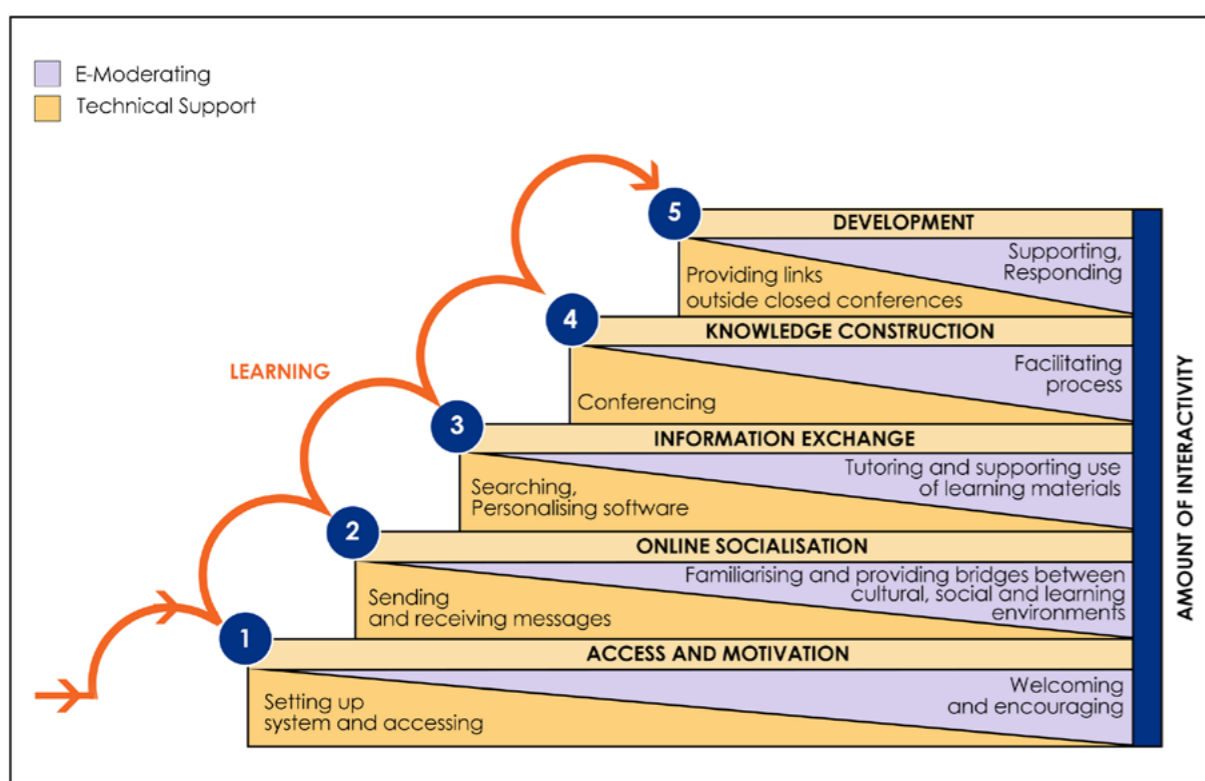 E-Moderating
Technical Support
LEARNING
5
DEVELOPMENT
Providing links
outside closed conferences
Supporting,
Responding
4
KNOWLEDGE CONSTRUCTION
Conferencing
Facilitating
process
3
INFORMATION EXCHANGE
Searching,
Personalising software
Tutoring and supporting use
of learning materials
2
ONLINE SOCIALISATION
Sending
and receiving messages
Familiarising and providing bridges between
cultural, social and learning
environments
1
ACCESS AND MOTIVATION
Setting up
system and accessing
Welcoming
and encouraging
AMOUNT OF INTERACTIVITY